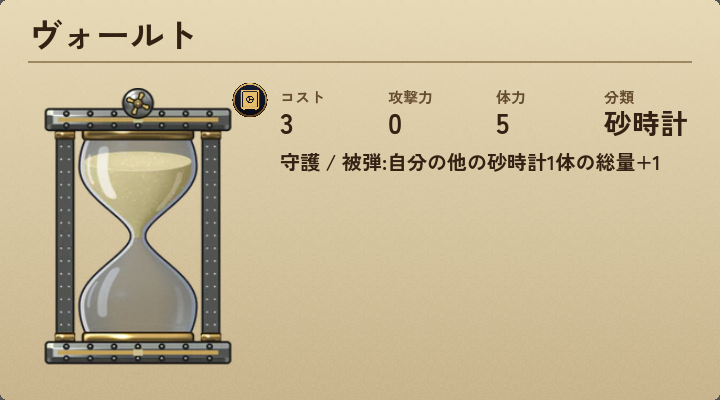 ヴォールト
コスト 攻撃力 体力 分類
3 0 5 砂時計
守護 / 被弾:自分の他の砂時計1体の総量+1